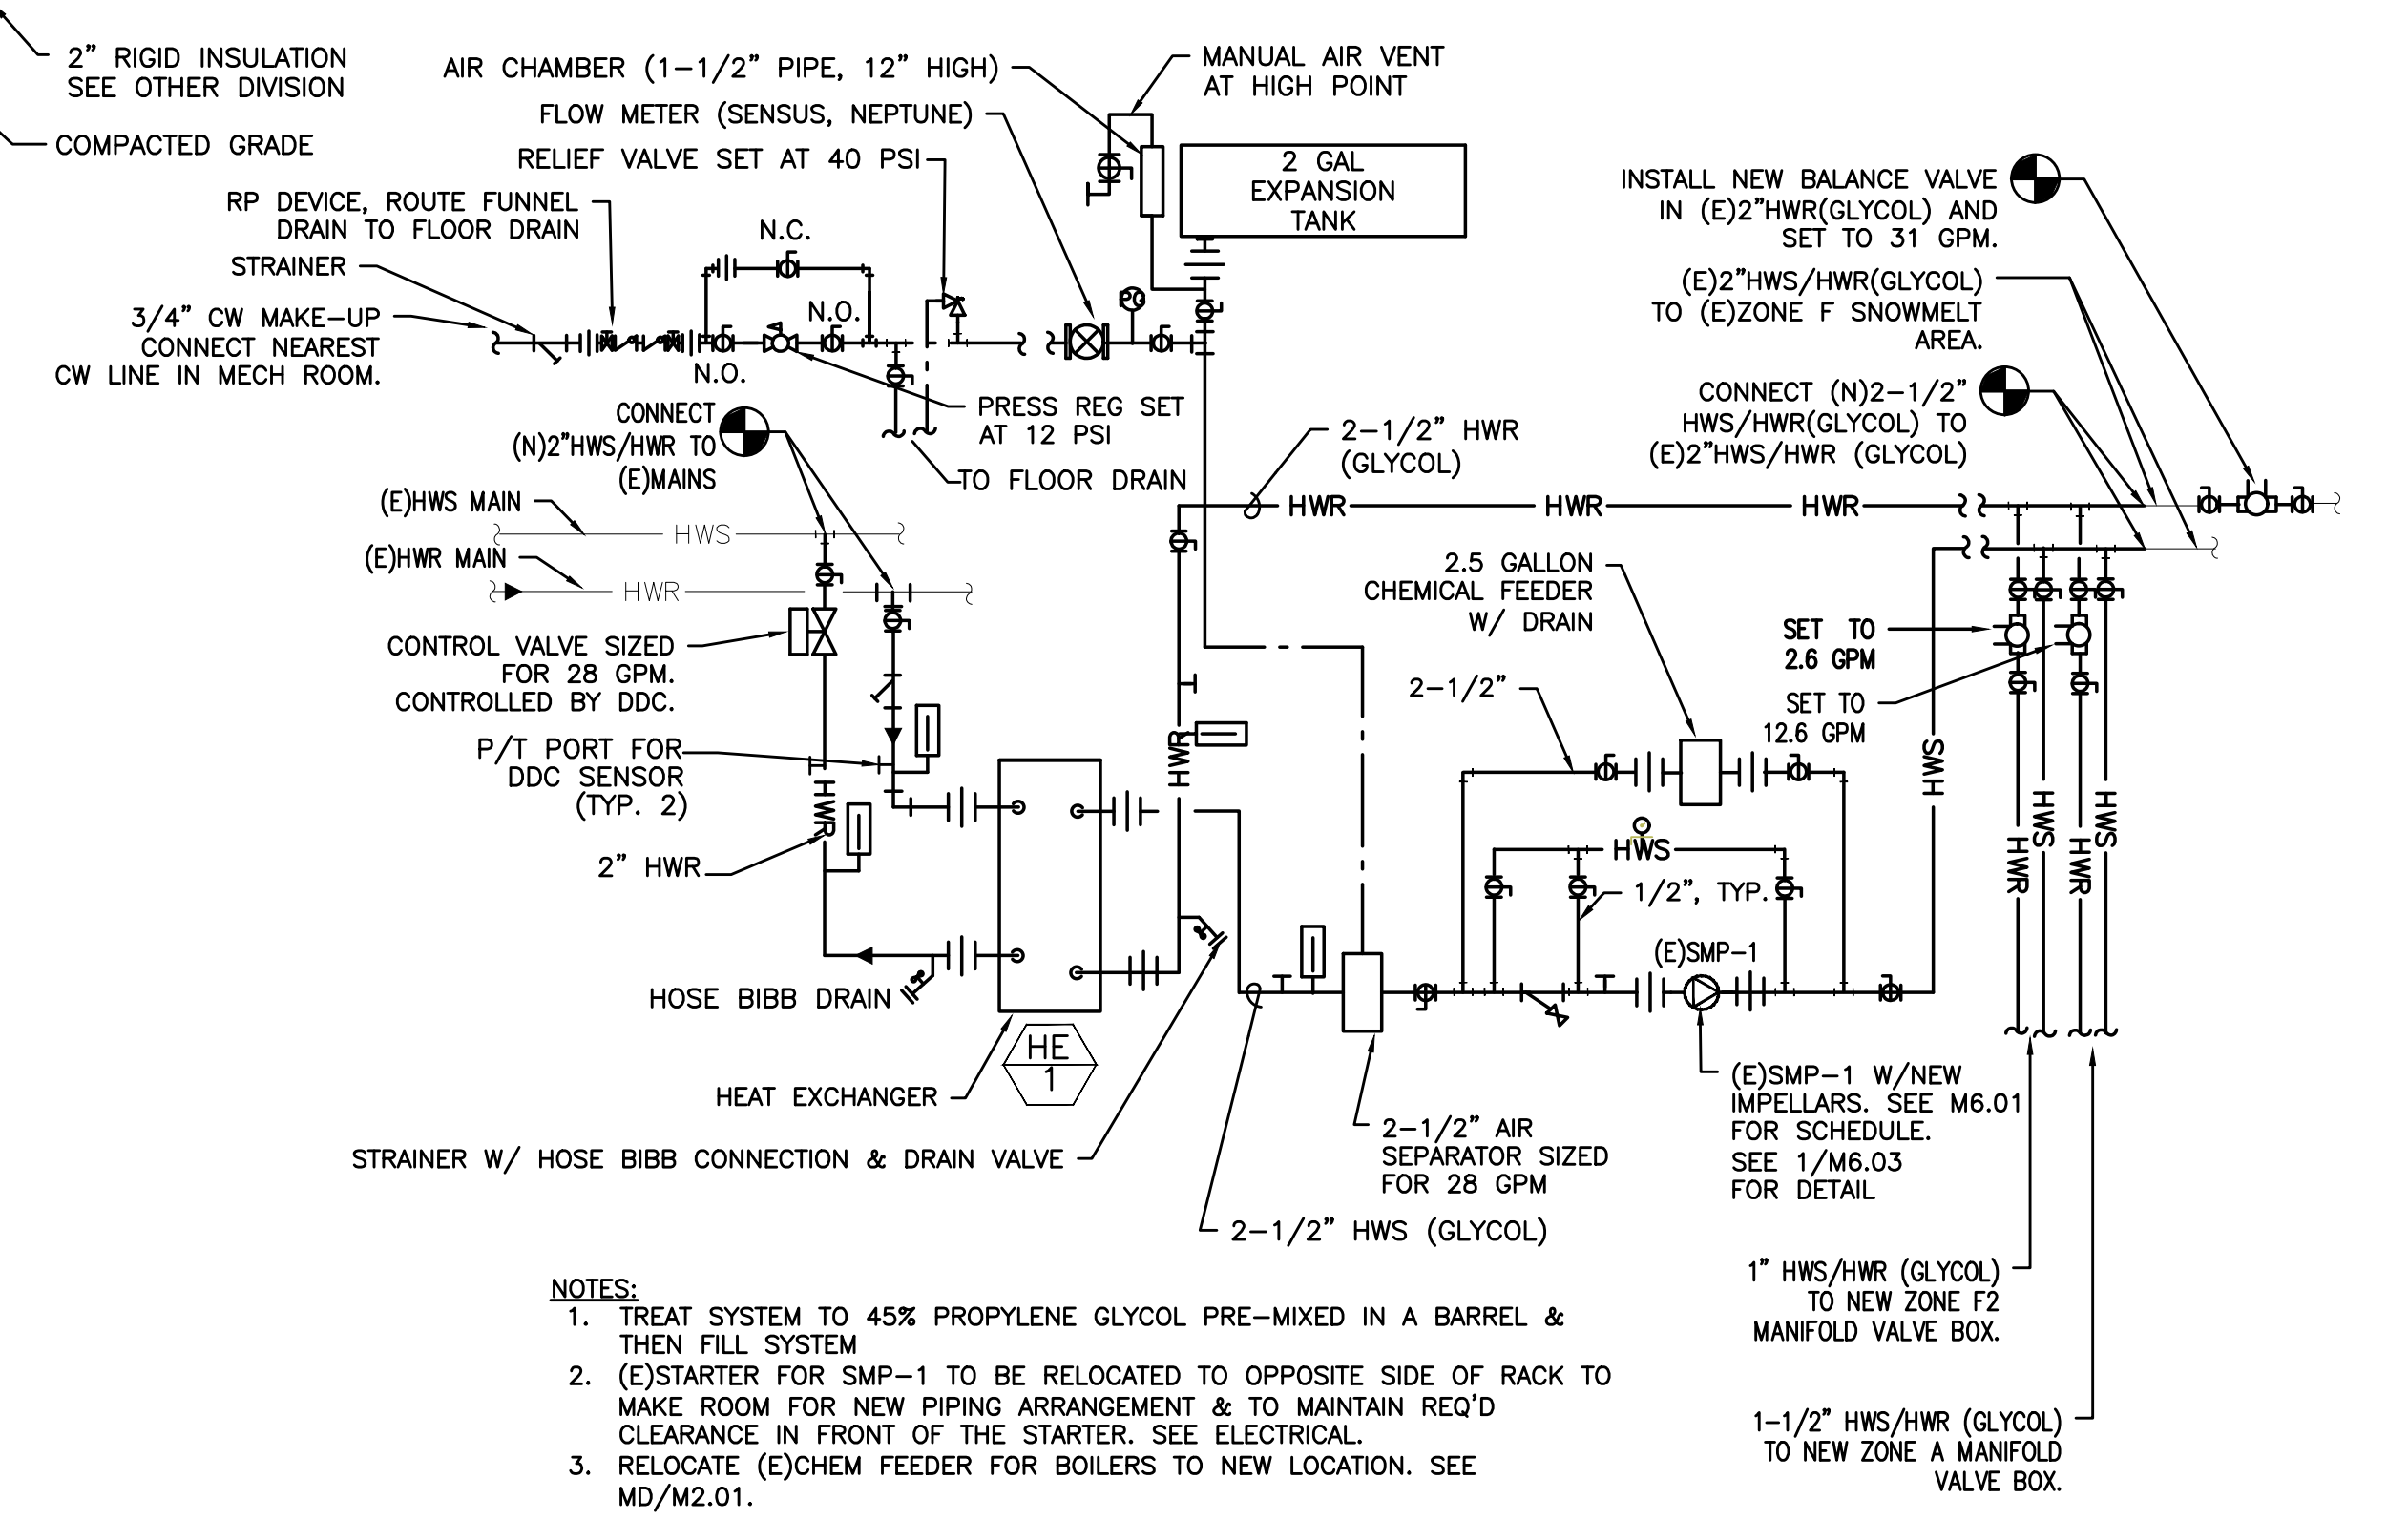 2” RIGID INSULATION
SEE OTHER DIVISION
COMPACTED GRADE
AIR CHAMBER (1-1/2” PIPE, 12” HIGH)
FLOW METER (SENSUS, NEPTUNE)
RELIEF VALVE SET AT 40 PSI
RP DEVICE, ROUTE FUNNEL
DRAIN TO FLOOR DRAIN
STRAINER
3/4” CW MAKE-UP
CONNECT NEAREST
CW LINE IN MECH ROOM.
N.C.
N.O.
N.O.
MANUAL AIR VENT
AT HIGH POINT
2 GAL
EXPANSION
TANK
PG
PRESS REG SET
AT 12 PSI
TO FLOOR DRAIN
CONNECT
(N)2”HWS/HWR TO
(E)MAINS
(E)HWS MAIN
HWS
(E)HWR MAIN
HWR
CONTROL VALVE SIZED
FOR 28 GPM.
CONTROLLED BY DDC.
P/T PORT FOR
DDC SENSOR
(TYP. 2)
HWR
2” HWR
HOSE BIBB DRAIN
HE
1
HEAT EXCHANGER
STRAINER W/ HOSE BIBB CONNECTION & DRAIN VALVE
INSTALL NEW BALANCE VALVE
IN (E)2”HWR(GLYCOL) AND
SET TO 31 GPM.
(E)2”HWS/HWR(GLYCOL)
TO (E)ZONE F SNOWMELT
AREA.
CONNECT (N)2-1/2”
HWS/HWR(GLYCOL) TO
(E)2”HWS/HWR (GLYCOL)
2-1/2” HWR
(GLYCOL)
HWR
HWR
HWR
2.5 GALLON
CHEMICAL FEEDER
W/ DRAIN
2-1/2”
HWR
SET TO
2.6 GPM
SET TO
12.6 GPM
HWS
HWS
1/2”, TYP.
(E)SMP-1
HWR
HWS
HWR
HWS
(E)SMP-1 W/NEW
IMPELLARS. SEE M6.01
FOR SCHEDULE.
SEE 1/M6.03
FOR DETAIL
2-1/2” AIR
SEPARATOR SIZED
FOR 28 GPM
2-1/2” HWS (GLYCOL)
1” HWS/HWR (GLYCOL)
TO NEW ZONE F2
MANIFOLD VALVE BOX.
1-1/2” HWS/HWR (GLYCOL)
TO NEW ZONE A MANIFOLD
VALVE BOX.
NOTES:
1. TREAT SYSTEM TO 45% PROPYLENE GLYCOL PRE-MIXED IN A BARREL &
THEN FILL SYSTEM
2. (E)STARTER FOR SMP-1 TO BE RELOCATED TO OPPOSITE SIDE OF RACK TO
MAKE ROOM FOR NEW PIPING ARRANGEMENT & TO MAINTAIN REQ'D
CLEARANCE IN FRONT OF THE STARTER. SEE ELECTRICAL.
3. RELOCATE (E)CHEM FEEDER FOR BOILERS TO NEW LOCATION. SEE
MD/M2.01.